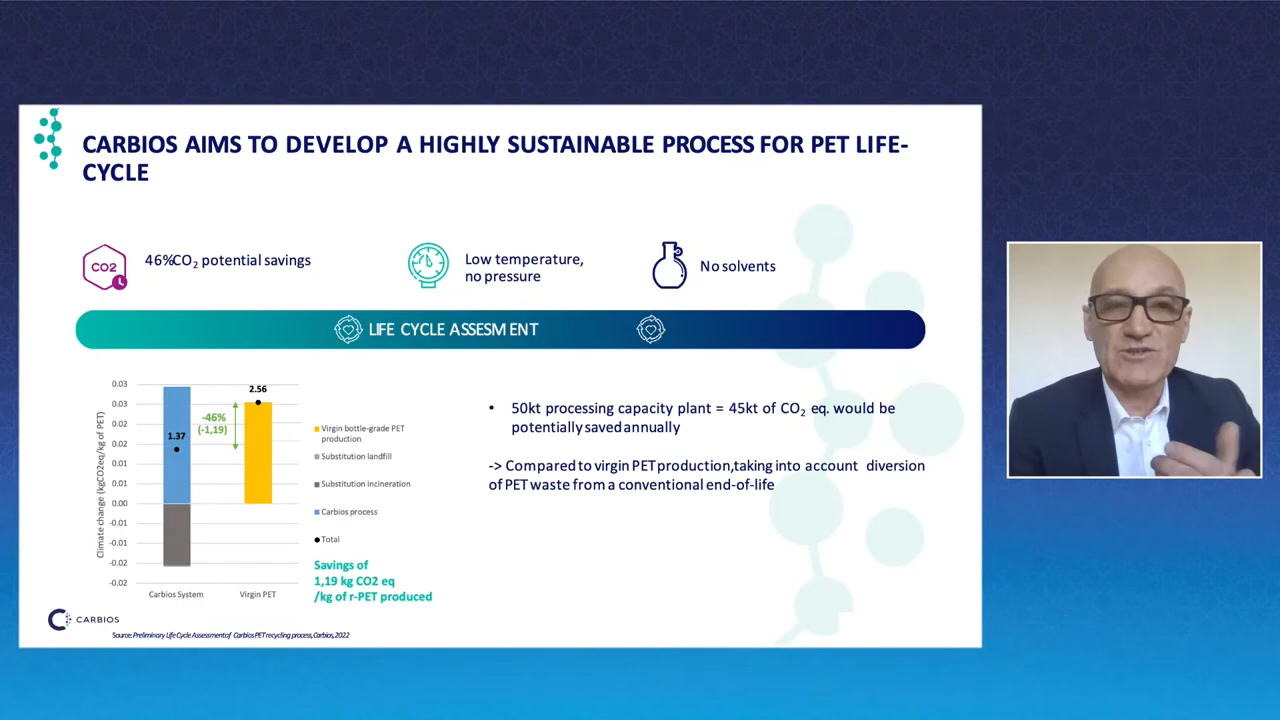 CARBIOS AIMS TO DEVELOP A HIGHLY SUSTAINABLE PROCESS FOR PET LIFE-
CYCLE
CO2
46%CO₂ potential savings
Low temperature,
no pressure
No solvents
LIFE CYCLE ASSESMENT
Climate change (kgCO2eq/kg of PET)
0.03
0.03
0.02
0.02
0.01
0.01
0.00
-0.01
-0.01
-0.02
-0.02
1.37
-46%
(-1,19)
2.56
Carbios System
Virgin PET
Virgin bottle-grade PET
production
Substitution landfill
Substitution incineration
Carbios process
Total
Savings of
1,19 kg CO2 eq
/kg of r-PET produced
• 50kt processing capacity plant = 45kt of CO₂ eq. would be
potentially saved annually
-> Compared to virgin PET production, taking into account diversion
of PET waste from a conventional end-of-life
CARBIOS
Source: Preliminary Life Cycle Assessment of Carbios PET recycling process, Carbios, 2022